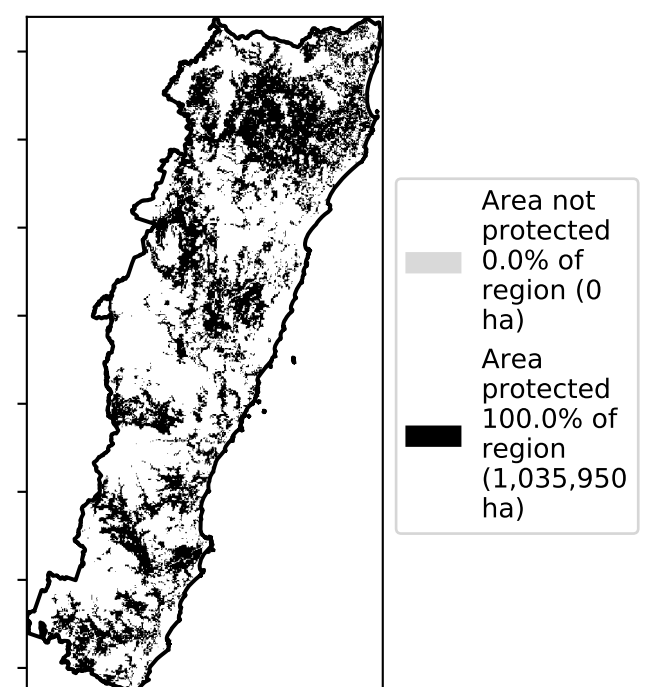 Area not
protected
0.0% of
region (0
ha)
Area
protected
100.0% of
region
(1,035,950
ha)